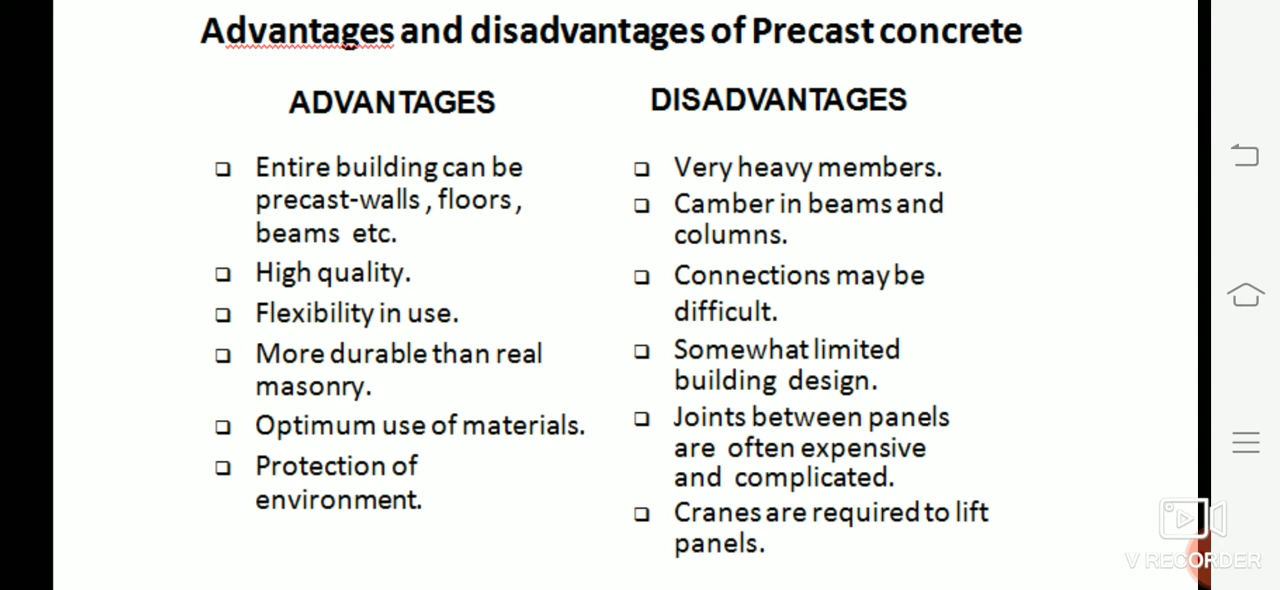 Advantages and disadvantages of Precast concrete
ADVANTAGES
Entire building can be
precast-walls , floors ,
beams etc.
High quality.
Flexibility in use.
More durable than real
masonry.
Optimum use of materials.
Protection of
environment.
DISADVANTAGES
Very heavy members.
Camber in beams and
columns.
Connections may be
difficult.
Somewhat limited
building design.
Joints between panels
are often expensive
and complicated.
Cranes are required to lift
panels.
V RECORDER